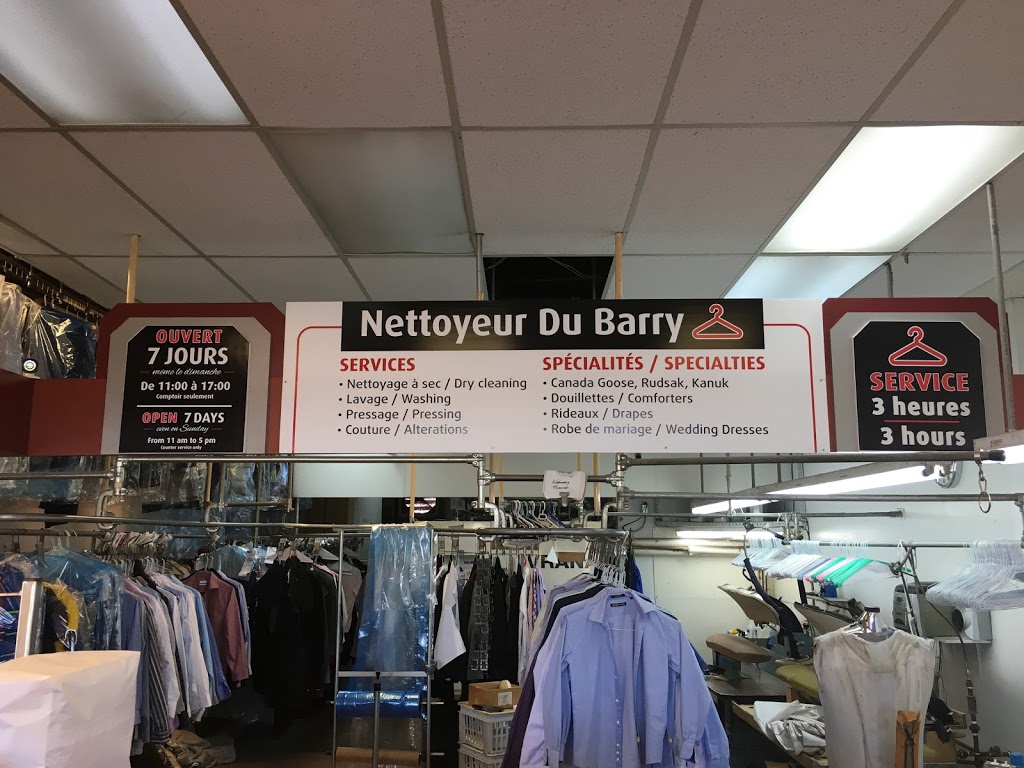 OUVERT
7 JOURS
même le dimanche
De 11:00 à 17:00
Comptoir seulement
OPEN 7 DAYS
even on Sunday
From 11 am to 5 pm
Counter service only
Nettoyeur Du Barry
SERVICES
• Nettoyage à sec / Dry cleaning
• Lavage / Washing
• Pressage / Pressing
• Couture / Alterations
SPÉCIALITÉS / SPECIALTIES
• Canada Goose, Rudsak, Kanuk
• Douillettes / Comforters
• Rideaux / Drapes
• Robe de mariage / Wedding Dresses
SERVICE
3 heures
3 hours